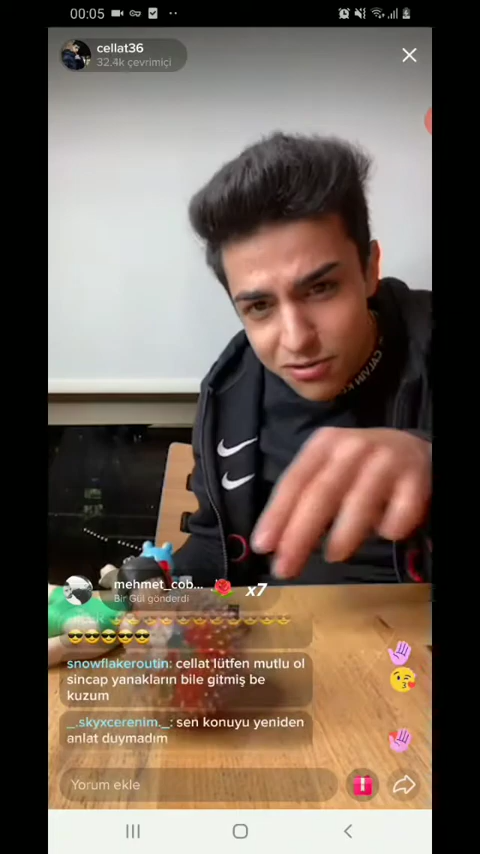 00:05
cellat36
32.4k çevrimiçi
mehmet_cob... x7
Bir Gül gönderdi
snowflakeroutin: cellat lütfen mutlu ol
sincap yanakların bile gitmiş be
kuzum
_.skyxcerenim._: sen konuyu yeniden
anlat duymadım
Yorum ekle